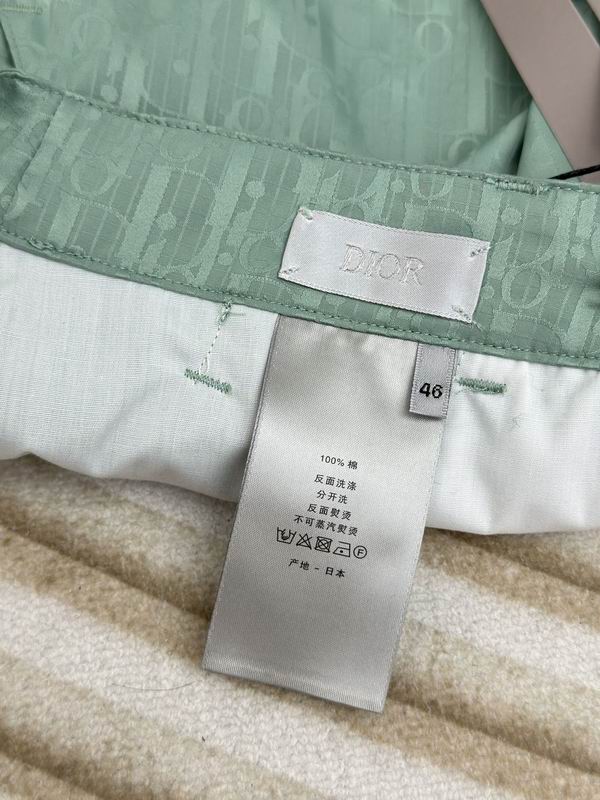 DIOR
46
100% 棉
反面洗涤
分开洗
反面熨烫
不可蒸汽熨烫
F
产地 - 日本